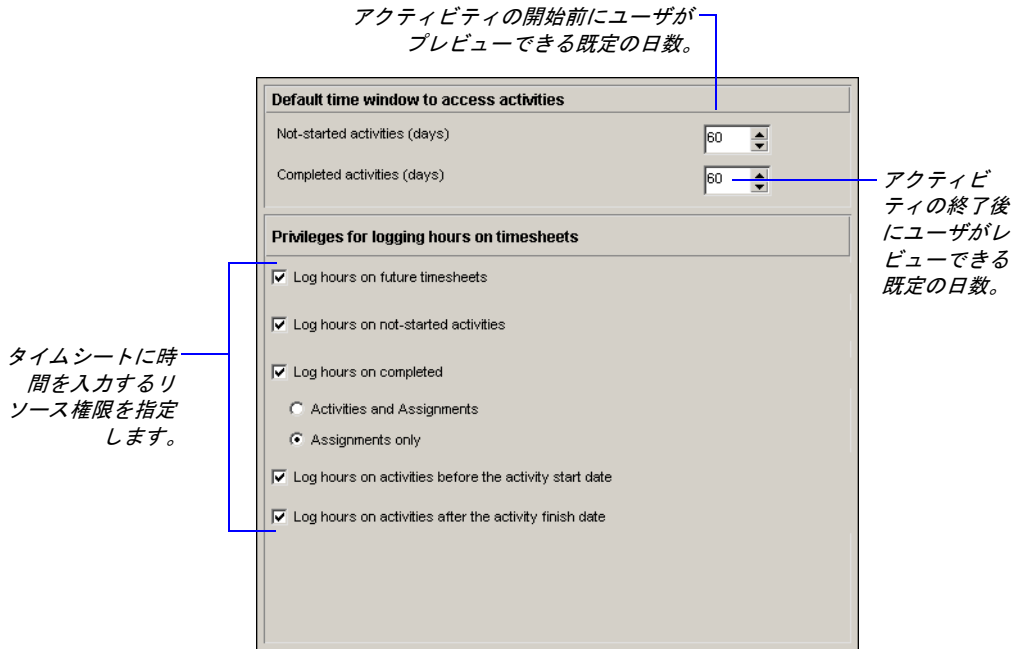 アクティビティの開始前にユーザが
プレビューできる既定の日数。
Default time window to access activities
Not-started activities (days)
60
Completed activities (days)
60
アクティビ
ティの終了後
にユーザがレ
ビューできる
既定の日数。
Privileges for logging hours on timesheets
Log hours on future timesheets
Log hours on not-started activities
タイムシートに時
間を入力するリ
ソース権限を指定
します。
Log hours on completed
Activities and Assignments
Assignments only
Log hours on activities before the activity start date
Log hours on activities after the activity finish date